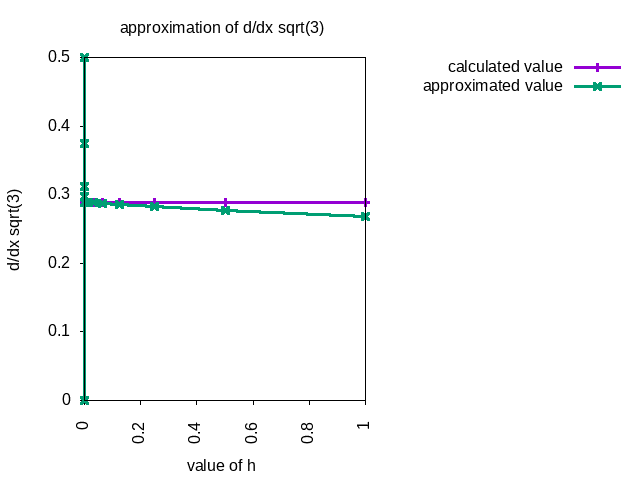 approximation of d/dx sqrt(3)
calculated value
approximated value
0.5
0.4
0.3
0.2
0.1
0
d/dx sqrt(3)
0
0.2
0.4
0.6
0.8
1
value of h